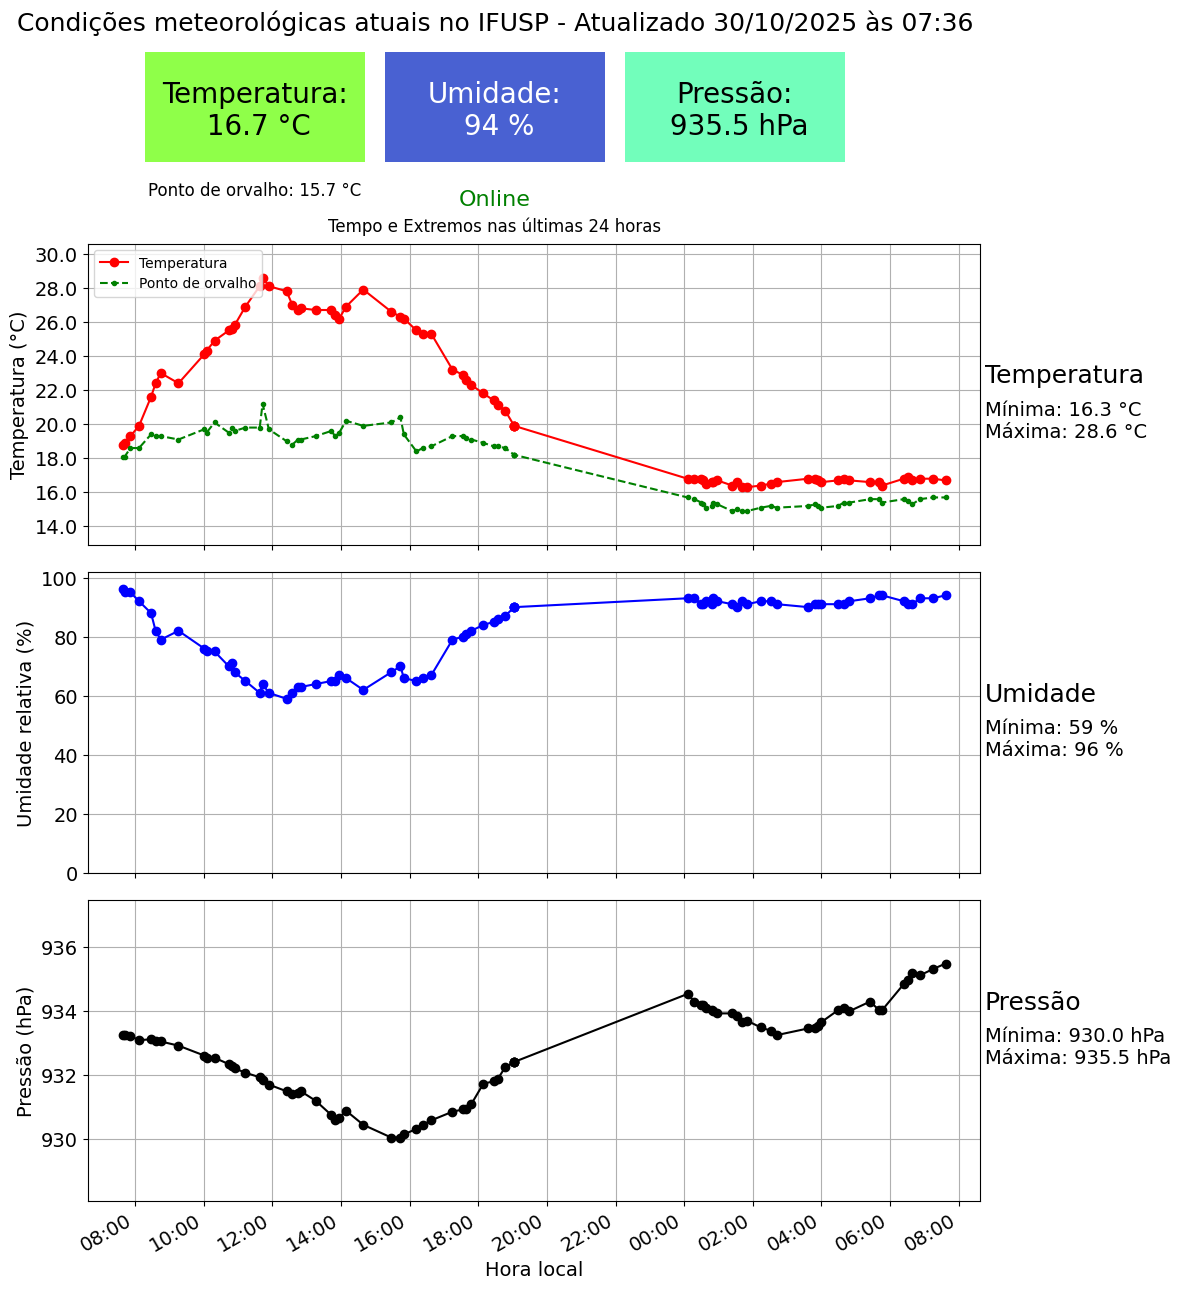 Condições meteorológicas atuais no IFUSP - Atualizado 30/10/2025 às 07:36
Temperatura:
16.7 °C
Umidade:
94 %
Pressão:
935.5 hPa
Ponto de orvalho: 15.7 °C
Online
Tempo e Extremos nas últimas 24 horas
Temperatura (°C)
30.0
28.0
26.0
24.0
22.0
20.0
18.0
16.0
14.0
Temperatura
Ponto de orvalho
Temperatura
Mínima: 16.3 °C
Máxima: 28.6 °C
Umidade relativa (%)
100
80
60
40
20
0
Umidade
Mínima: 59 %
Máxima: 96 %
Pressão (hPa)
936
934
932
930
Pressão
Mínima: 930.0 hPa
Máxima: 935.5 hPa
08:00
10:00
12:00
14:00
16:00
18:00
20:00
22:00
00:00
02:00
04:00
06:00
08:00
Hora local